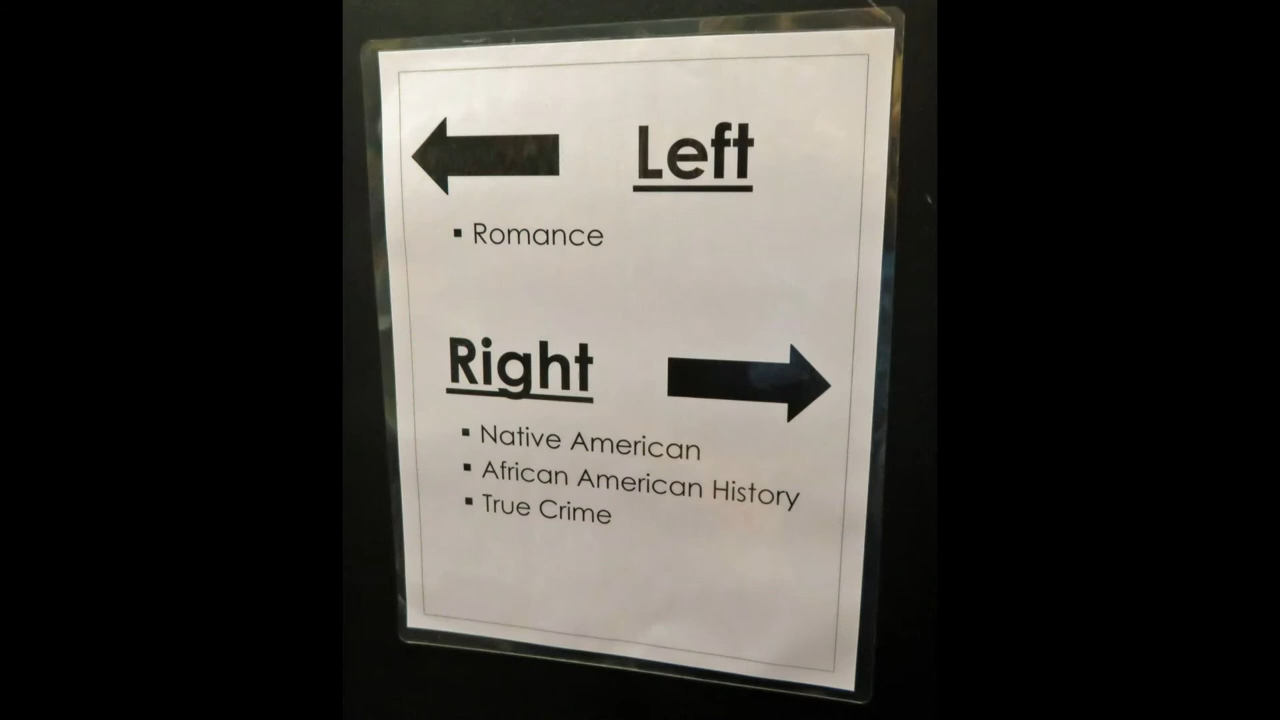 Left
▪ Romance
Right
▪ Native American
▪ African American History
▪ True Crime